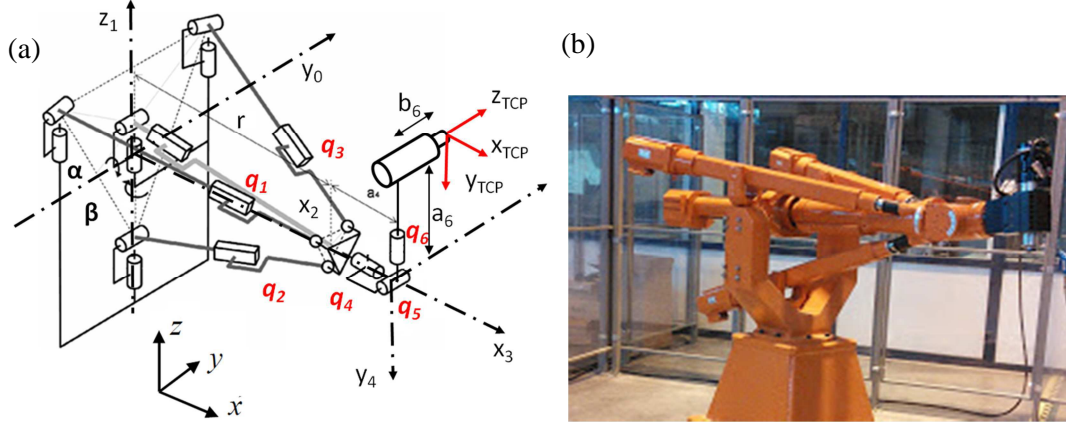 (a)
z1
y0
zTCP
b6
xTCP
r
q3
yTCP
α
a4
q1
a6
β
x2
q6
q2
q4
q5
x3
y4
z
y
x
(b)